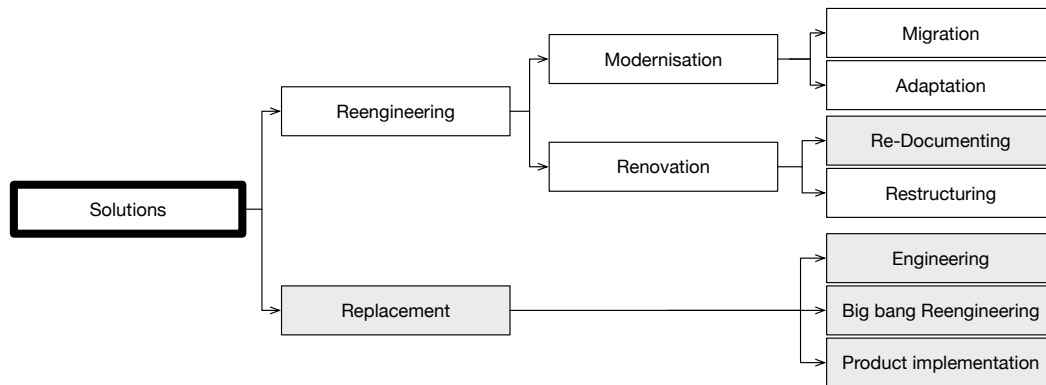 Solutions
Reengineering
Replacement
Modernisation
Renovation
Migration
Adaptation
Re-Documenting
Restructuring
Engineering
Big bang Reengineering
Product implementation